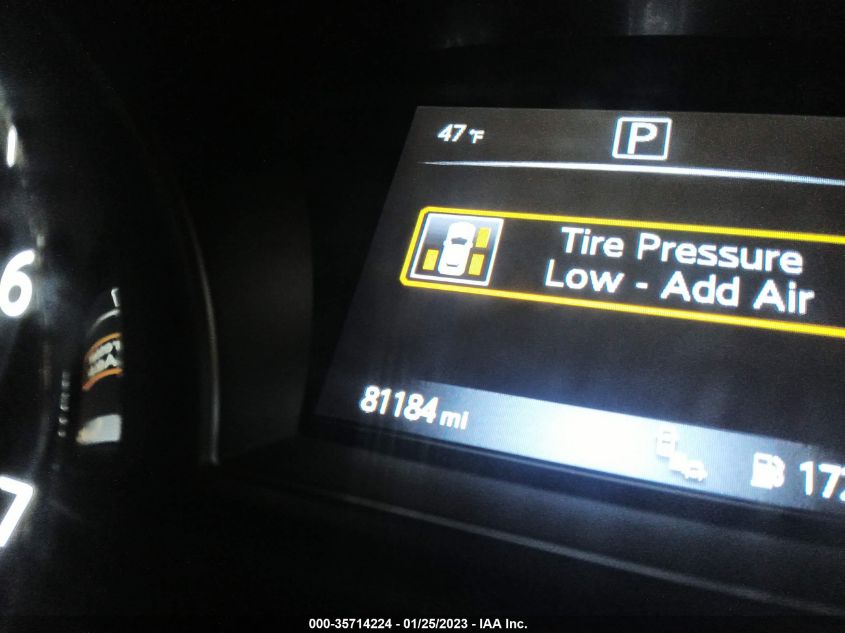 47°F
P
Tire Pressure
Low - Add Air
6
81184 mi
7
000-35714224 - 01/25/2023 - IAA Inc.